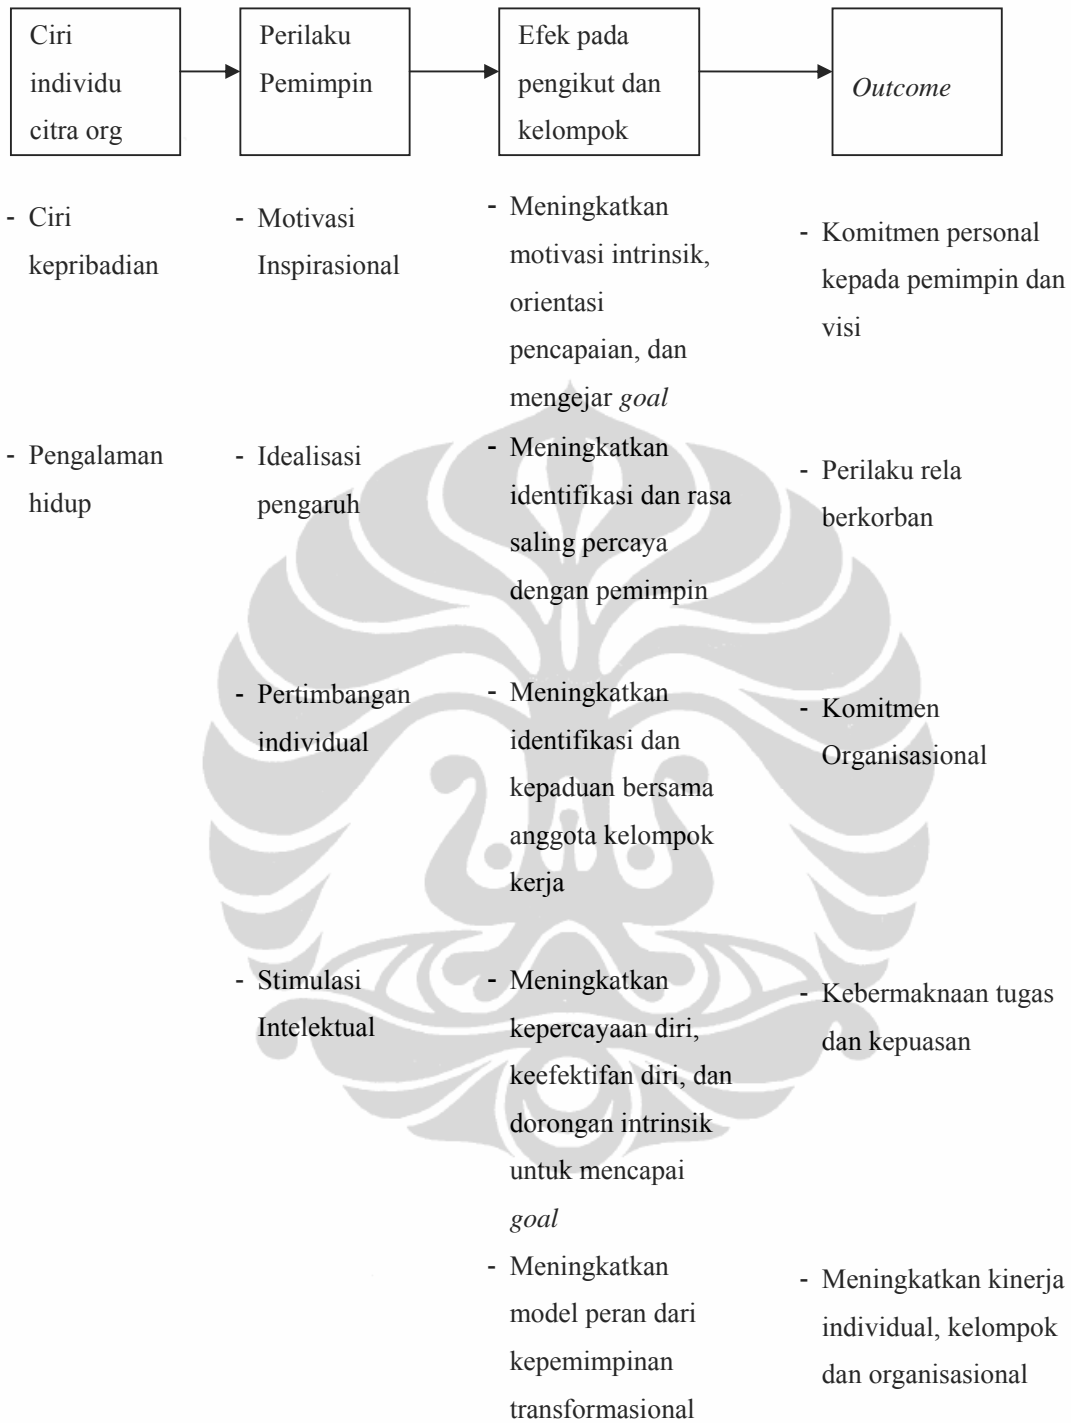 Ciri
individu
citra org
Perilaku
Pemimpin
Efek pada
pengikut dan
kelompok
Outcome
- Ciri
kepribadian
- Pengalaman
hidup
- Motivasi
Inspirasional
- Idealisasi
pengaruh
- Pertimbangan
individual
- Stimulasi
Intelektual
- Meningkatkan
motivasi intrinsik,
orientasi
pencapaian, dan
mengejar goal
- Meningkatkan
identifikasi dan rasa
saling percaya
dengan pemimpin
- Meningkatkan
identifikasi dan
kepaduan bersama
anggota kelompok
kerja
- Meningkatkan
kepercayaan diri,
keefektifan diri, dan
dorongan intrinsik
untuk mencapai
goal
- Meningkatkan
model peran dari
kepemimpinan
transformasional
- Komitmen personal
kepada pemimpin dan
visi
- Perilaku rela
berkorban
- Komitmen
Organisasional
- Kebermaknaan tugas
dan kepuasan
- Meningkatkan kinerja
individual, kelompok
dan organisasional